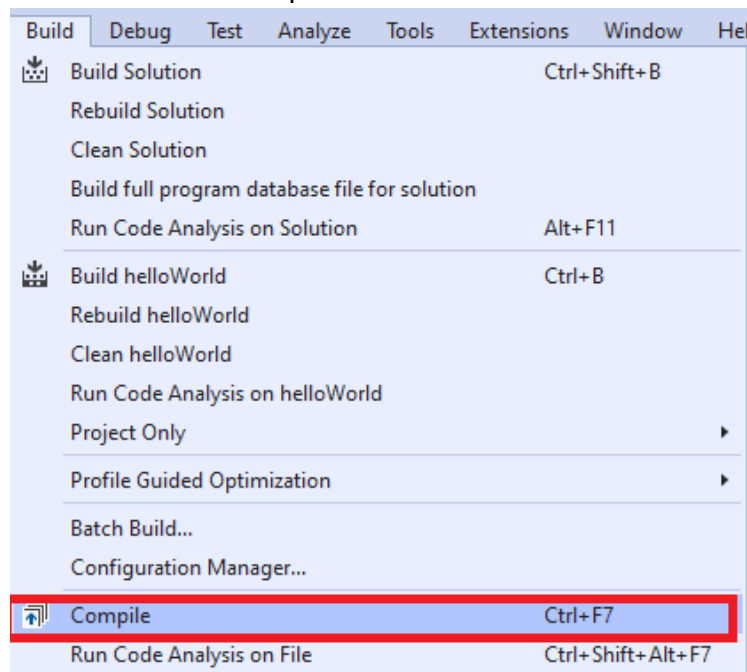 Build Debug Test Analyze Tools Extensions Window Hel
Build Solution Ctrl+Shift+B
Rebuild Solution
Clean Solution
Build full program database file for solution
Run Code Analysis on Solution Alt+F11
Build helloWorld Ctrl+B
Rebuild helloWorld
Clean helloWorld
Run Code Analysis on helloWorld
Project Only
Profile Guided Optimization
Batch Build...
Configuration Manager...
Compile Ctrl+F7
Run Code Analysis on File Ctrl+Shift+Alt+F7